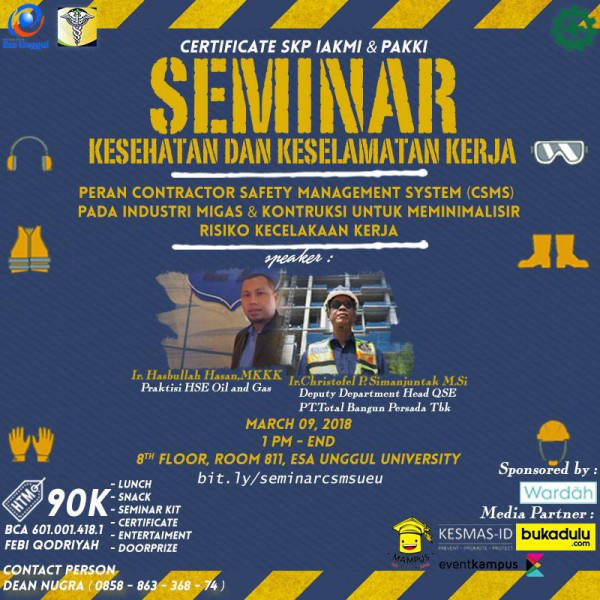 Esa Unggul
CERTIFICATE SKP IAKMI & PAKKI
SEMINAR
KESEHATAN DAN KESELAMATAN KERJA
PERAN CONTRACTOR SAFETY MANAGEMENT SYSTEM (CSMS)
PADA INDUSTRI MIGAS & KONTRUKSI UNTUK MEMINIMALISIR
RISIKO KECELAKAAN KERJA
speaker :
Ir. Hasbullah Hasan,MKKK
Praktisi HSE Oil and Gas
Ir.Christofel P. Simanjuntak M.Si
Deputy Department Head QSE
PT.Total Bangun Persada Tbk
MARCH 09, 2018
1 PM - END
8TH FLOOR, ROOM 811, ESA UNGGUL UNIVERSITY
bit.ly/seminarcsmsueu
HTM
90K
- LUNCH
- SNACK
- SEMINAR KIT
- CERTIFICATE
- ENTERTAIMENT
- DOORPRIZE
BCA 601.001.418.1
FEBI QODRIYAH
CONTACT PERSON
DEAN NUGRA ( 0858 - 863 - 368 - 74 )
Sponsored by :
Wardah
Media Partner :
MAMPUS
KESMAS-ID
PREVENT - PROMOTE - PROTECT
bukadulu
.com
eventkampus